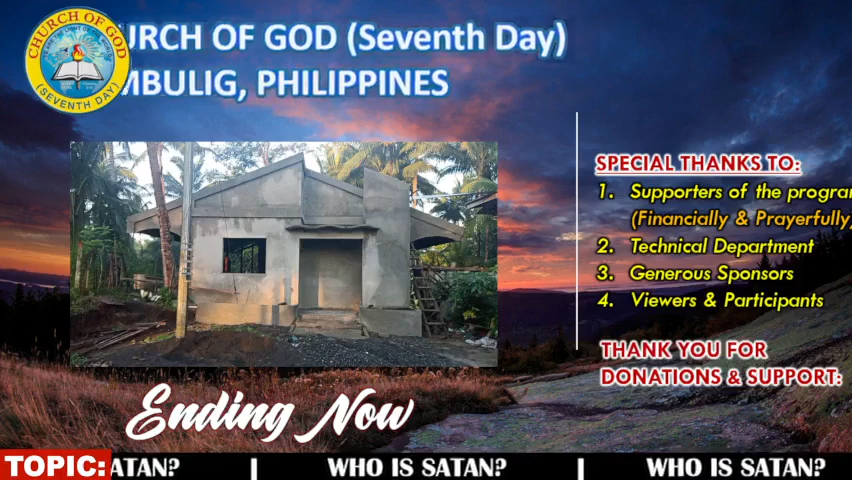 CHURCH OF GOD
(SEVENTH DAY)
URCH OF GOD (Seventh Day)
MBULIG, PHILIPPINES
SPECIAL THANKS TO:
1. Supporters of the program
(Financially & Prayerfully)
2. Technical Department
3. Generous Sponsors
4. Viewers & Participants
THANK YOU FOR
DONATIONS & SUPPORT:
Ending Now
TOPIC: ATAN? | WHO IS SATAN? | WHO IS SATAN?